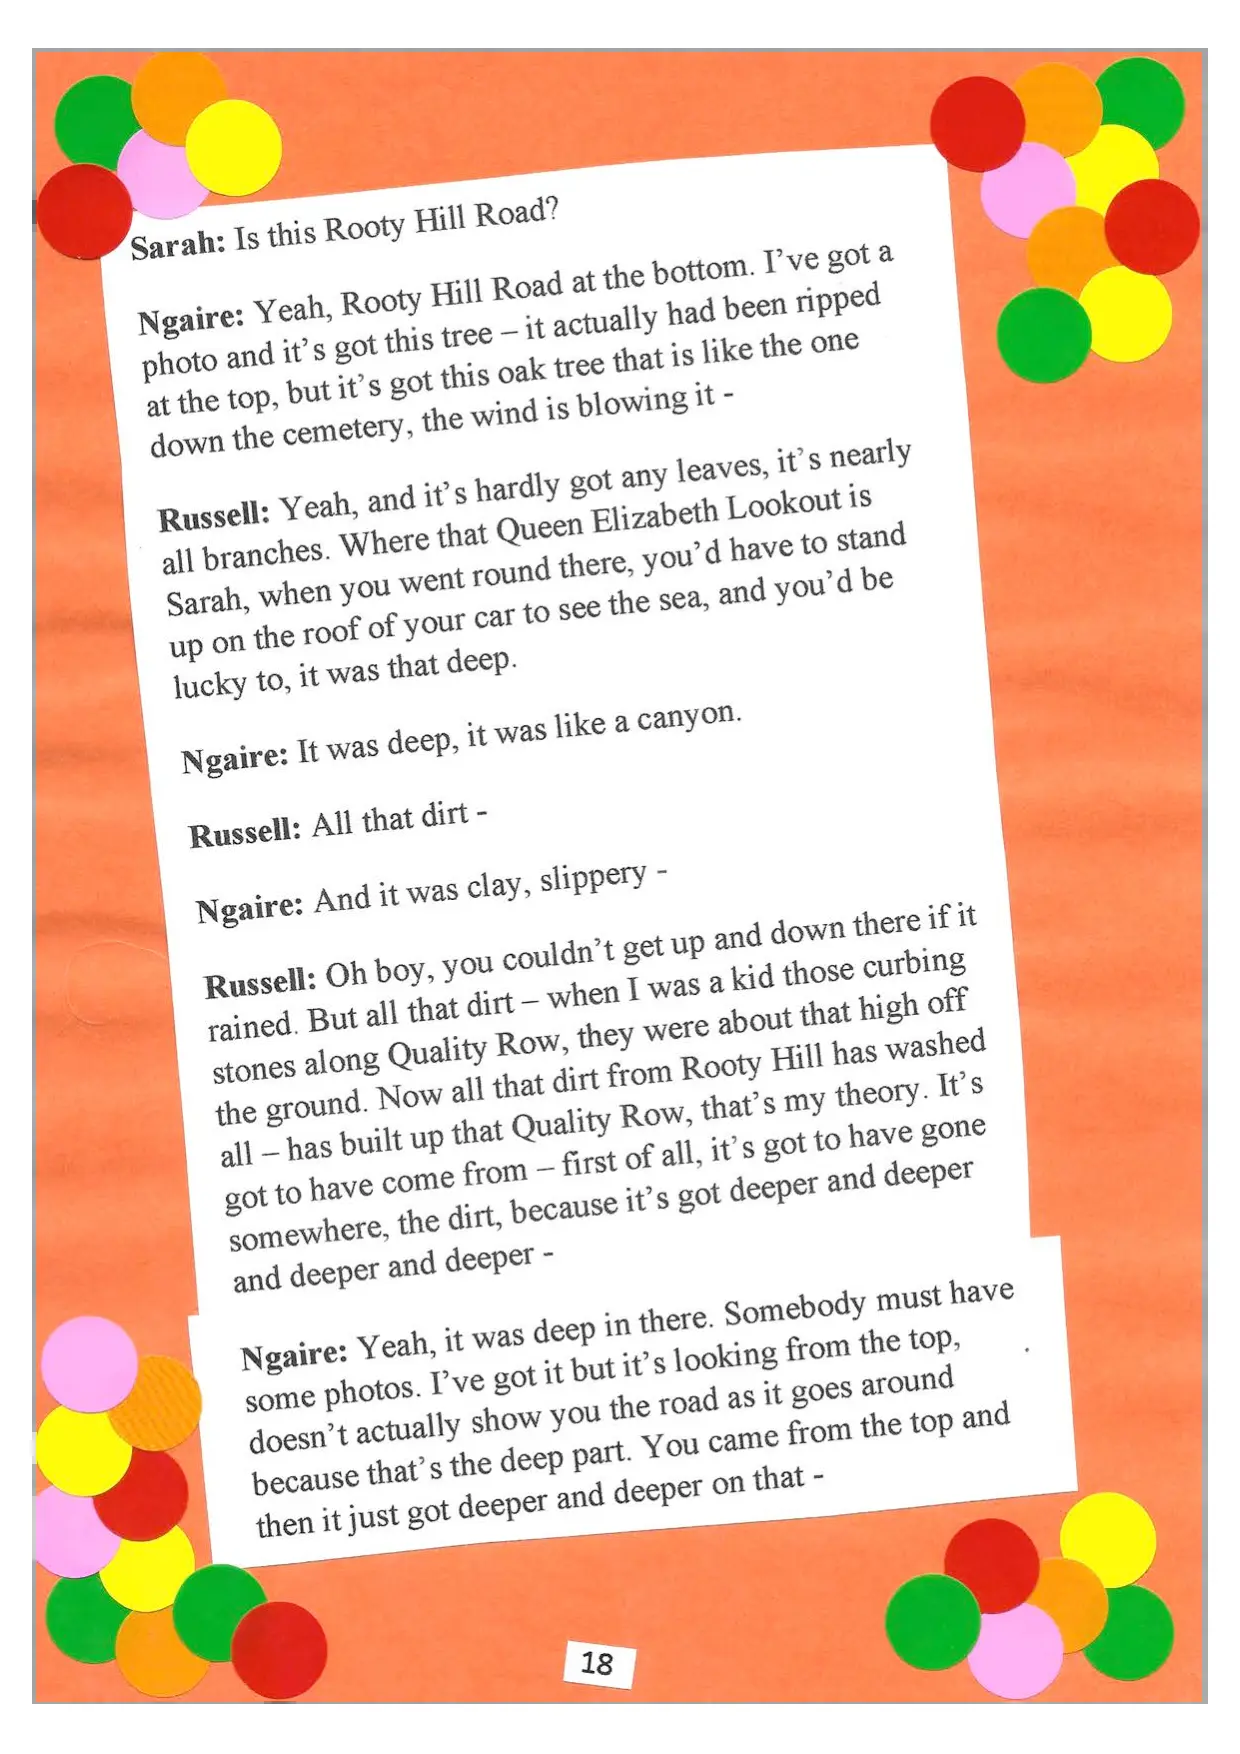 Sarah: Is this Rooty Hill Road?
Ngaire: Yeah, Rooty Hill Road at the bottom. I've got a
photo and it's got this tree – it actually had been ripped
at the top, but it's got this oak tree that is like the one
down the cemetery, the wind is blowing it -
Russell: Yeah, and it's hardly got any leaves, it's nearly
all branches. Where that Queen Elizabeth Lookout is
Sarah, when you went round there, you'd have to stand
up on the roof of your car to see the sea, and you'd be
lucky to, it was that deep.
Ngaire: It was deep, it was like a canyon.
Russell: All that dirt -
Ngaire: And it was clay, slippery -
Russell: Oh boy, you couldn't get up and down there if it
rained. But all that dirt – when I was a kid those curbing
stones along Quality Row, they were about that high off
the ground. Now all that dirt from Rooty Hill has washed
all – has built up that Quality Row, that's my theory. It's
got to have come from – first of all, it's got to have gone
somewhere, the dirt, because it's got deeper and deeper
and deeper and deeper -
Ngaire: Yeah, it was deep in there. Somebody must have
some photos. I've got it but it's looking from the top,
doesn't actually show you the road as it goes around
because that's the deep part. You came from the top and
then it just got deeper and deeper on that -
18